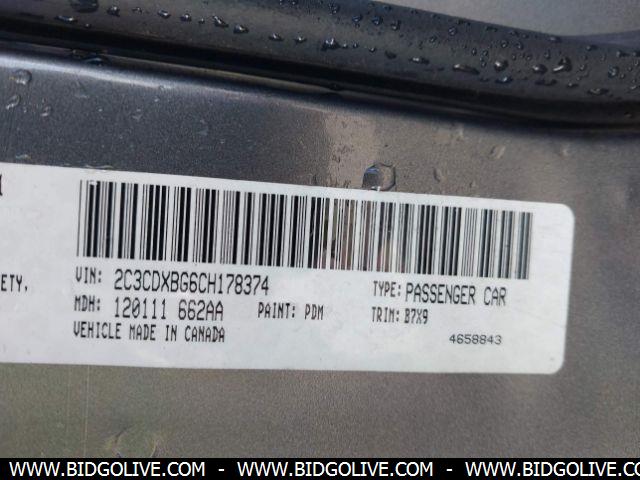 ETY,
VIN: 2C3CDXBG6CH178374
TYPE: PASSENGER CAR
MDH: 120111 662AA
PAINT: PDM
TRIM: B7X9
VEHICLE MADE IN CANADA
4658843
WWW.BIDGOLIVE.COM - WWW.BIDGOLIVE.COM - WWW.BIDGOLIVE.COM